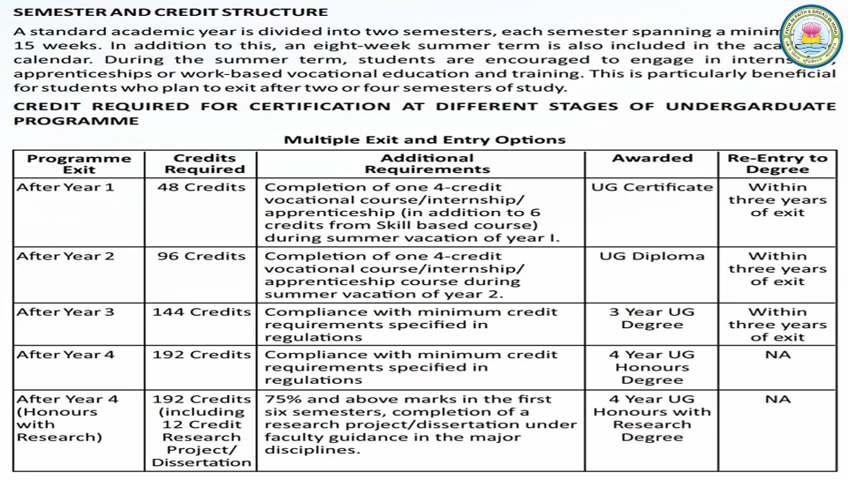 SEMESTER AND CREDIT STRUCTURE
A standard academic year is divided into two semesters, each semester spanning a minim
15 weeks. In addition to this, an eight-week summer term is also included in the aca
calendar. During the summer term, students are encouraged to engage in interns
apprenticeships or work-based vocational education and training. This is particularly beneficial
for students who plan to exit after two or four semesters of study.
CREDIT REQUIRED FOR CERTIFICATION AT DIFFERENT STAGES OF UNDERGARDUATE
PROGRAMME
Multiple Exit and Entry Options
Programme Exit
Credits Required
Additional Requirements
Awarded
Re-Entry to Degree
After Year 1
48 Credits
Completion of one 4-credit
vocational course/internship/
apprenticeship (in addition to 6
credits from Skill based course)
during summer vacation of year I.
UG Certificate
Within
three years
of exit
After Year 2
96 Credits
Completion of one 4-credit
vocational course/internship/
apprenticeship course during
summer vacation of year 2.
UG Diploma
Within
three years
of exit
After Year 3
144 Credits
Compliance with minimum credit
requirements specified in
regulations
3 Year UG
Degree
Within
three years
of exit
After Year 4
192 Credits
Compliance with minimum credit
requirements specified in
regulations
4 Year UG
Honours
Degree
NA
After Year 4
(Honours
with
Research)
192 Credits
(including
12 Credit
Research
Project/
Dissertation
75% and above marks in the first
six semesters, completion of a
research project/dissertation under
faculty guidance in the major
disciplines.
4 Year UG
Honours with
Research
Degree
NA